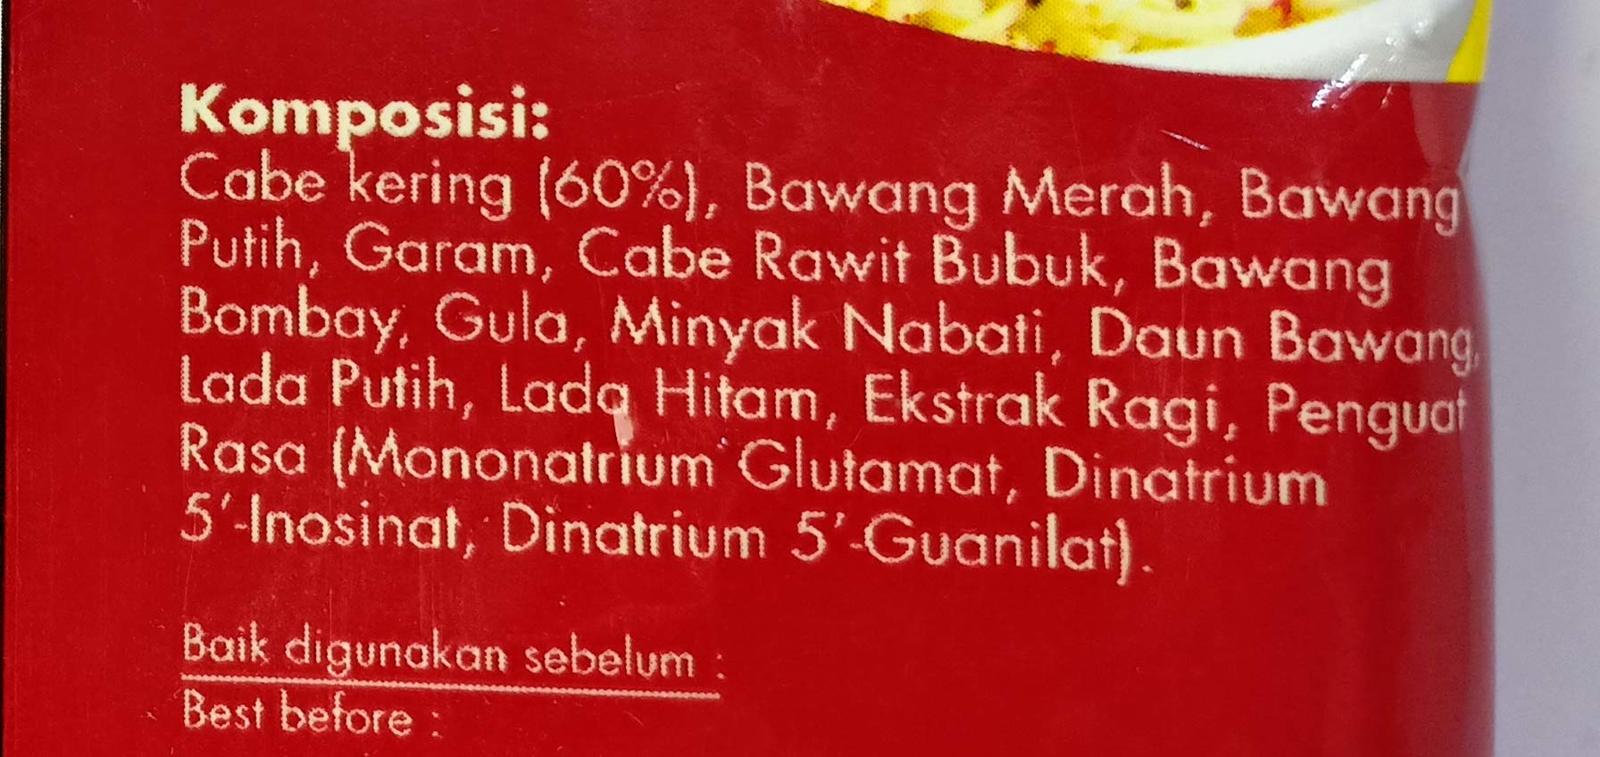 Komposisi:
Cabe kering (60%), Bawang Merah, Bawang
Putih, Garam, Cabe Rawit Bubuk, Bawang
Bombay, Gula, Minyak Nabati, Daun Bawang,
Lada Putih, Lada Hitam, Ekstrak Ragi, Penguat
Rasa (Mononatrium Glutamat, Dinatrium
5'-Inosinat, Dinatrium 5'-Guanilat).
Baik digunakan sebelum :
Best before :